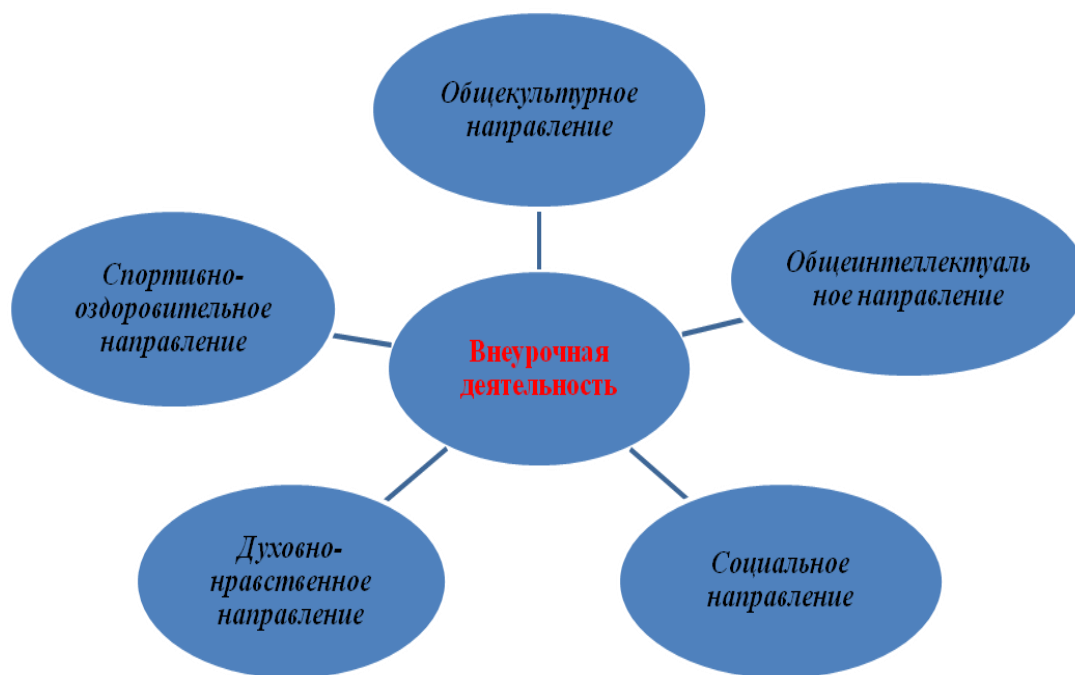 Общекультурное
направление
Общеинтеллектуаль
ное направление
Спортивно-
оздоровительное
направление
Внеурочная
деятельность
Духовно-
нравственное
направление
Социальное
направление